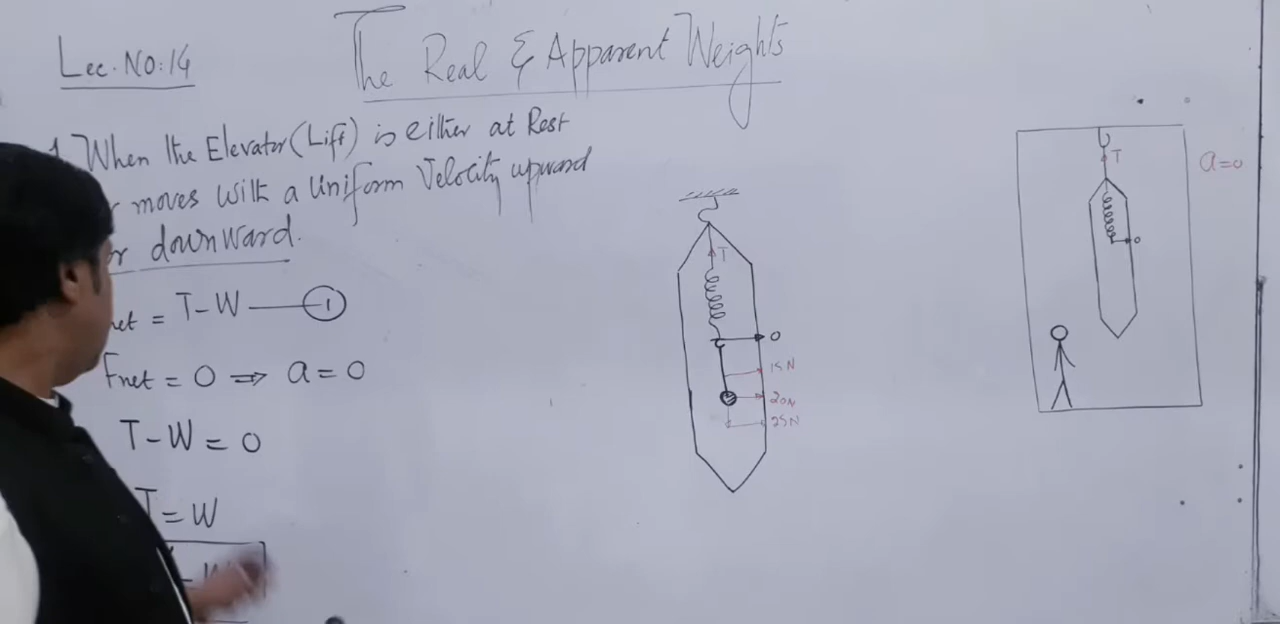 Lec. No: 14
The Real & Apparent Weights
When the Elevator (Lift) is either at Rest
moves with a Uniform Velocity upward
downward.
= T-W ① 
Fnet = 0 ⇒ a = 0
T-W = 0
T = W
T
0
15N
20N
25N
T
0
a=0